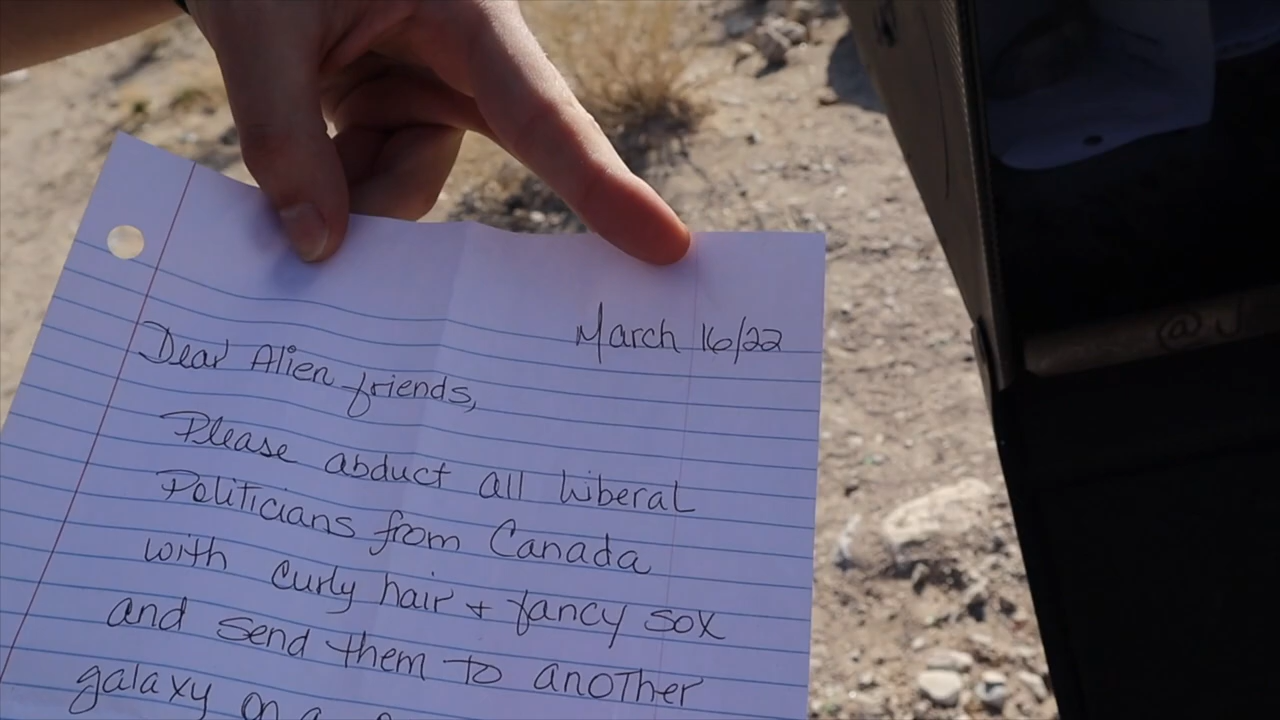 March 16/22
Dear Alien friends,
Please abduct all Liberal
Politicians from Canada
with curly hair + fancy sox
and send them to another
galaxy on a
@J